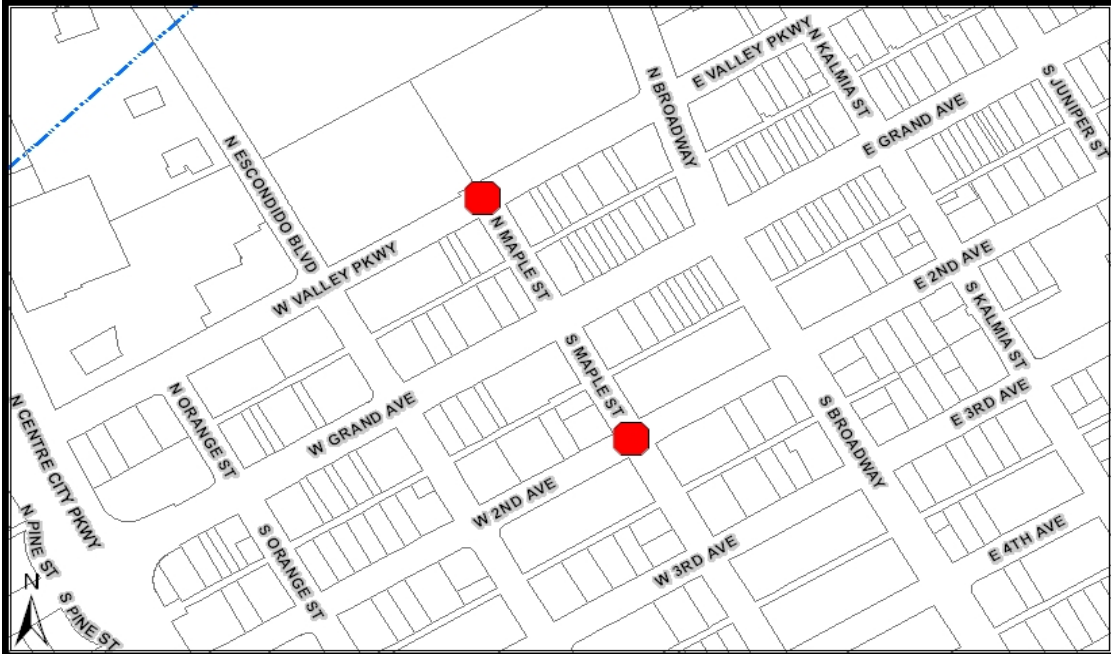 E VALLEY PKWY
N KALMIA ST
N BROADWAY
S JUNIPER ST
E GRAND AVE
N ESCONDIDO BLVD
N MAPLE ST
W VALLEY PKWY
E 2ND AVE
S KALMIA ST
S MAPLE ST
N ORANGE ST
W GRAND AVE
N CENTRE CITY PKWY
S BROADWAY
E 3RD AVE
W 2ND AVE
N PINE ST
S ORANGE ST
W 3RD AVE
E 4TH AVE
N
S PINE ST